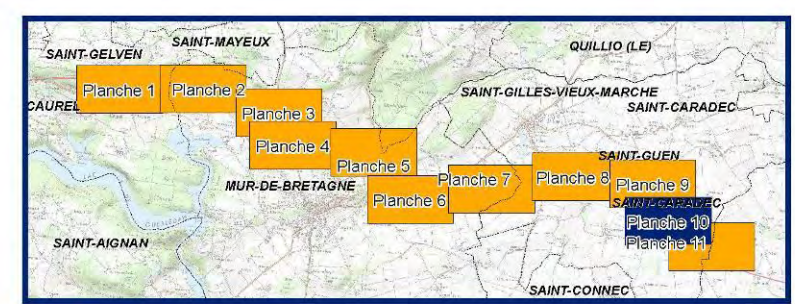 SAINT-GELVEN
SAINT-MAYEUX
QUILLIO (LE)
Planche 1
Planche 2
SAINT-GILLES-VIEUX-MARCHE
CAUREL
Planche 3
SAINT-CARADEC
Planche 4
SAINT-GUEN
Planche 5
Planche 7
Planche 8
Planche 9
MUR-DE-BRETAGNE
Planche 6
SAINT-CARADEC
Planche 10
SAINT-AIGNAN
Planche 11
SAINT-CONNEC